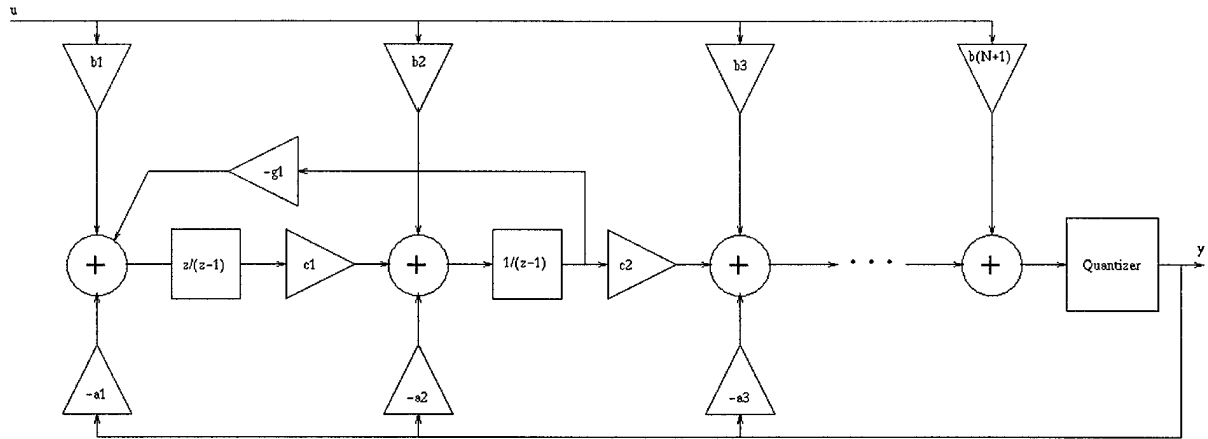 u
b1
b2
b3
b(N+1)
-g1
+
z/(z-1)
c1
+
1/(z-1)
c2
+
. . .
+
Quantizer
y
-a1
-a2
-a3